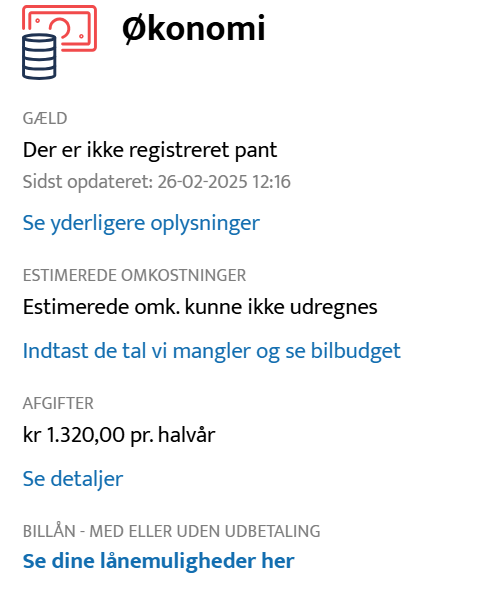 Økonomi
GÆLD
Der er ikke registreret pant
Sidst opdateret: 26-02-2025 12:16
Se yderligere oplysninger
ESTIMEREDE OMKOSTNINGER
Estimerede omk. kunne ikke udregnes
Indtast de tal vi mangler og se bilbudget
AFGIFTER
kr 1.320,00 pr. halvår
Se detaljer
BILLÅN - MED ELLER UDEN UDBETALING
Se dine lånemuligheder her